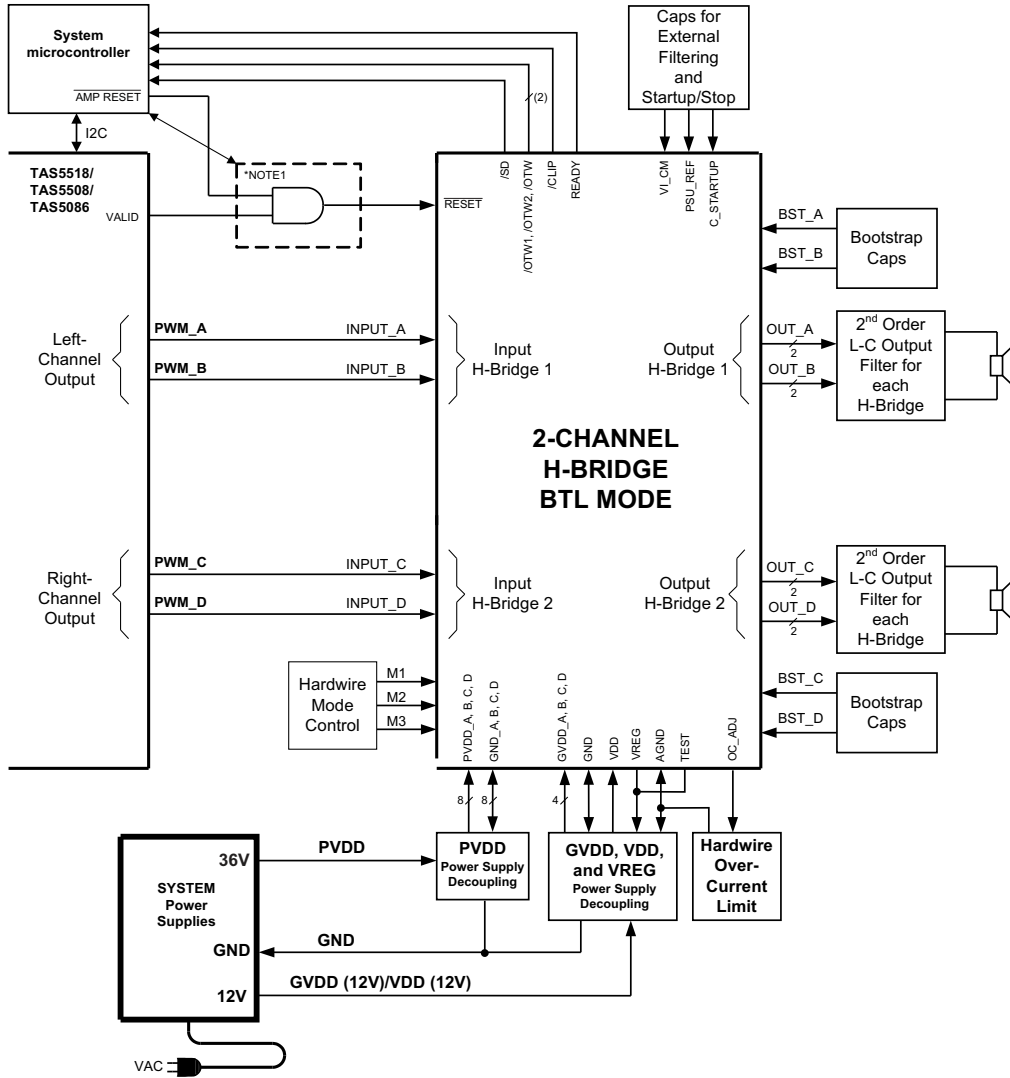 System
microcontroller
AMP RESET
I2C
TAS5518/
TAS5508/
TAS5086
VALID
*NOTE1
(2)
/SD
/OTW1, /OTW2, /OTW
/CLIP
READY
RESET
Caps for
External
Filtering
and
Startup/Stop
VI_CM
PSU_REF
C_STARTUP
BST_A
BST_B
Bootstrap
Caps
Left-
Channel
Output
PWM_A
INPUT_A
PWM_B
INPUT_B
Input
H-Bridge 1
Output
H-Bridge 1
OUT_A
2
OUT_B
2
2nd Order
L-C Output
Filter for
each
H-Bridge
2-CHANNEL
H-BRIDGE
BTL MODE
Right-
Channel
Output
PWM_C
INPUT_C
PWM_D
INPUT_D
Input
H-Bridge 2
Output
H-Bridge 2
OUT_C
2
OUT_D
2
2nd Order
L-C Output
Filter for
each
H-Bridge
Hardwire
Mode
Control
M1
M2
M3
PVDD_A, B, C, D
GND_A, B, C, D
GVDD_A, B, C, D
GND
VDD
VREG
AGND
TEST
OC_ADJ
BST_C
BST_D
Bootstrap
Caps
8
8
4
36V
PVDD
PVDD
Power Supply
Decoupling
GVDD, VDD,
and VREG
Power Supply
Decoupling
Hardwire
Over-
Current
Limit
SYSTEM
Power
Supplies
GND
GND
12V
GVDD (12V)/VDD (12V)
VAC